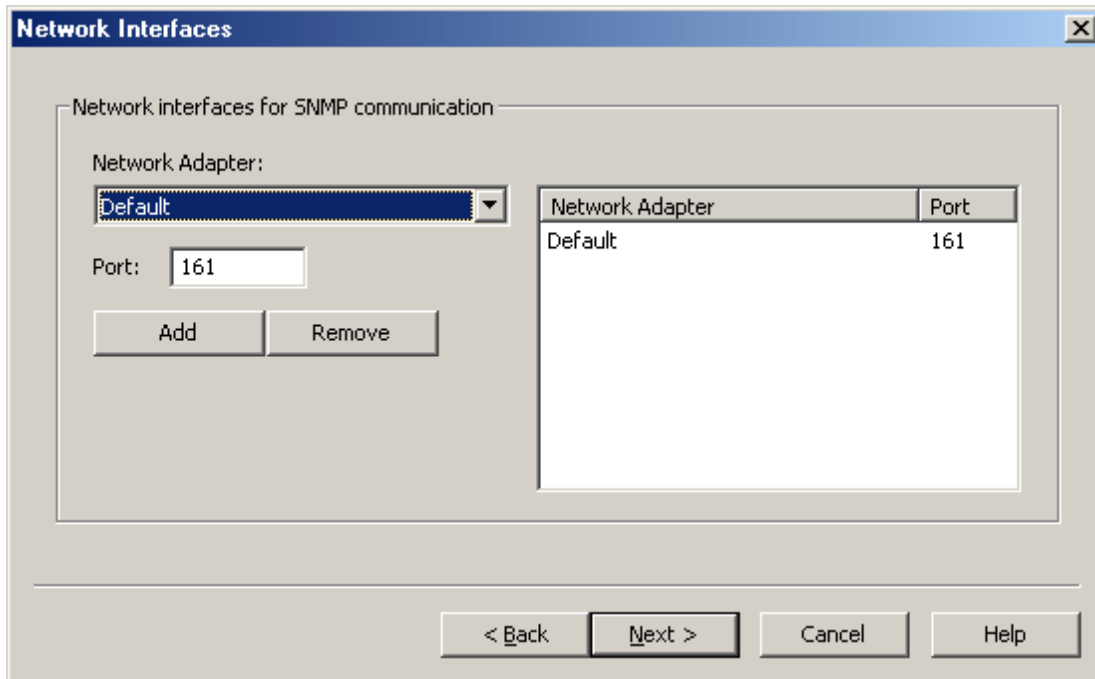 Network Interfaces
Network interfaces for SNMP communication
Network Adapter:
Default
Port: 161
Add Remove
Network Adapter Port
Default 161
< Back Next > Cancel Help